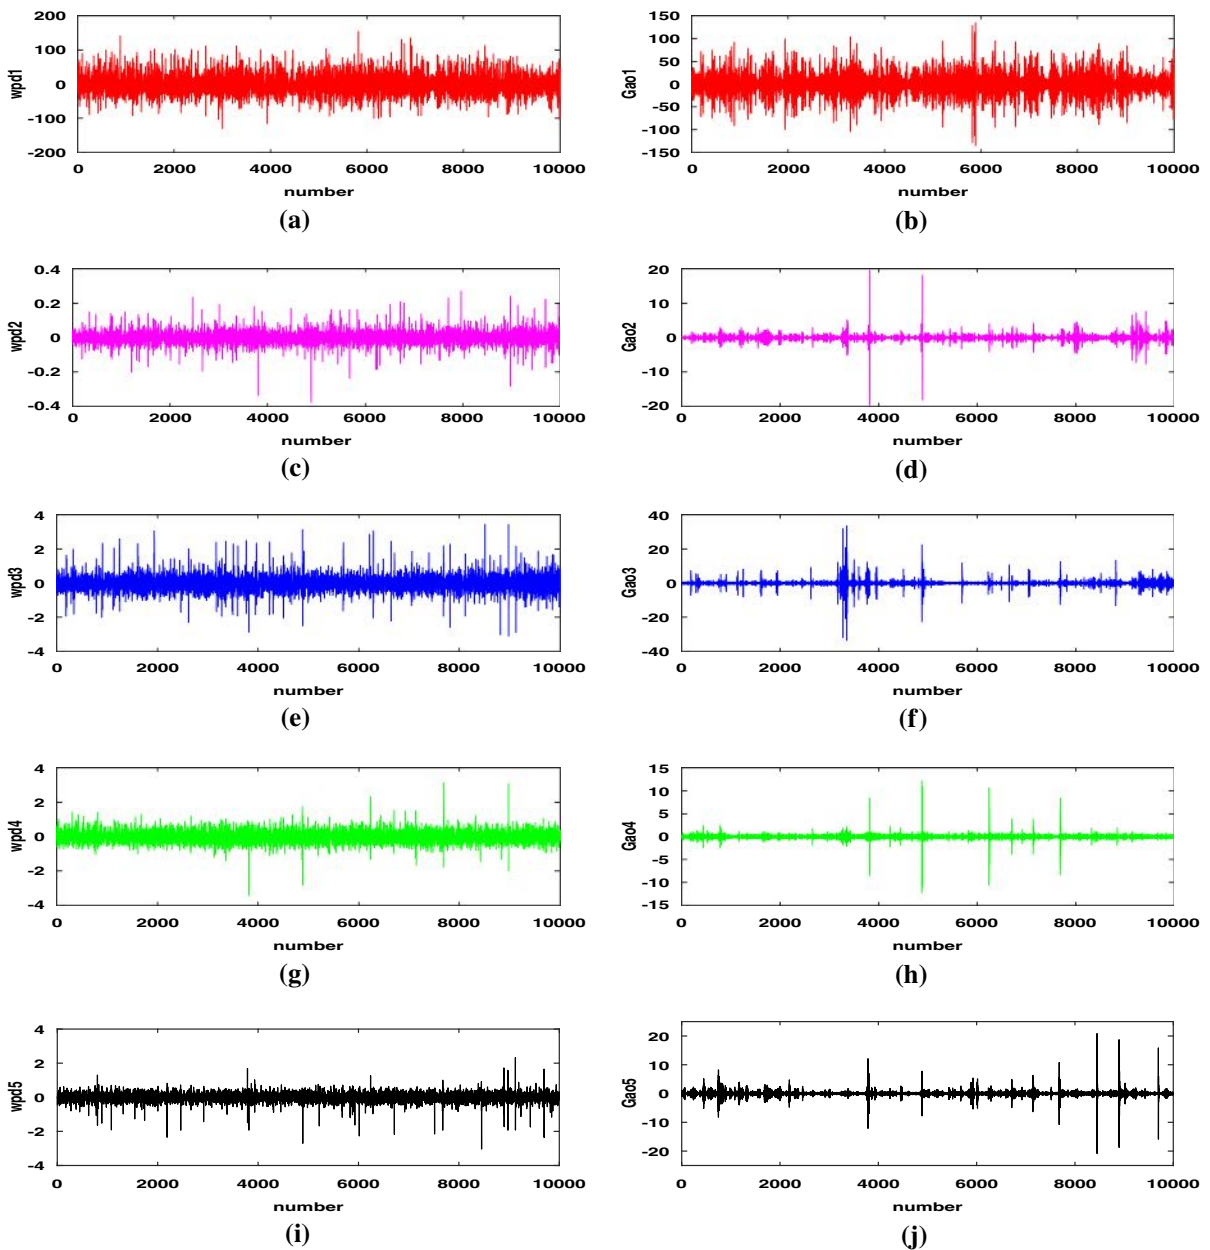 200
100
0
-100
-200
wpd1
0 2000 4000 6000 8000 10000
number
(a)
150
100
50
0
-50
-100
-150
Gao1
0 2000 4000 6000 8000 10000
number
(b)
0.4
0.2
0
-0.2
-0.4
wpd2
0 2000 4000 6000 8000 10000
number
(c)
20
10
0
-10
-20
Gao2
0 2000 4000 6000 8000 10000
number
(d)
4
2
0
-2
-4
wpd3
0 2000 4000 6000 8000 10000
number
(e)
40
20
0
-20
-40
Gao3
0 2000 4000 6000 8000 10000
number
(f)
4
2
0
-2
-4
wpd4
0 2000 4000 6000 8000 10000
number
(g)
15
10
5
0
-5
-10
-15
Gao4
0 2000 4000 6000 8000 10000
number
(h)
4
2
0
-2
-4
wpd5
0 2000 4000 6000 8000 10000
number
(i)
20
10
0
-10
-20
Gao5
0 2000 4000 6000 8000 10000
number
(j)